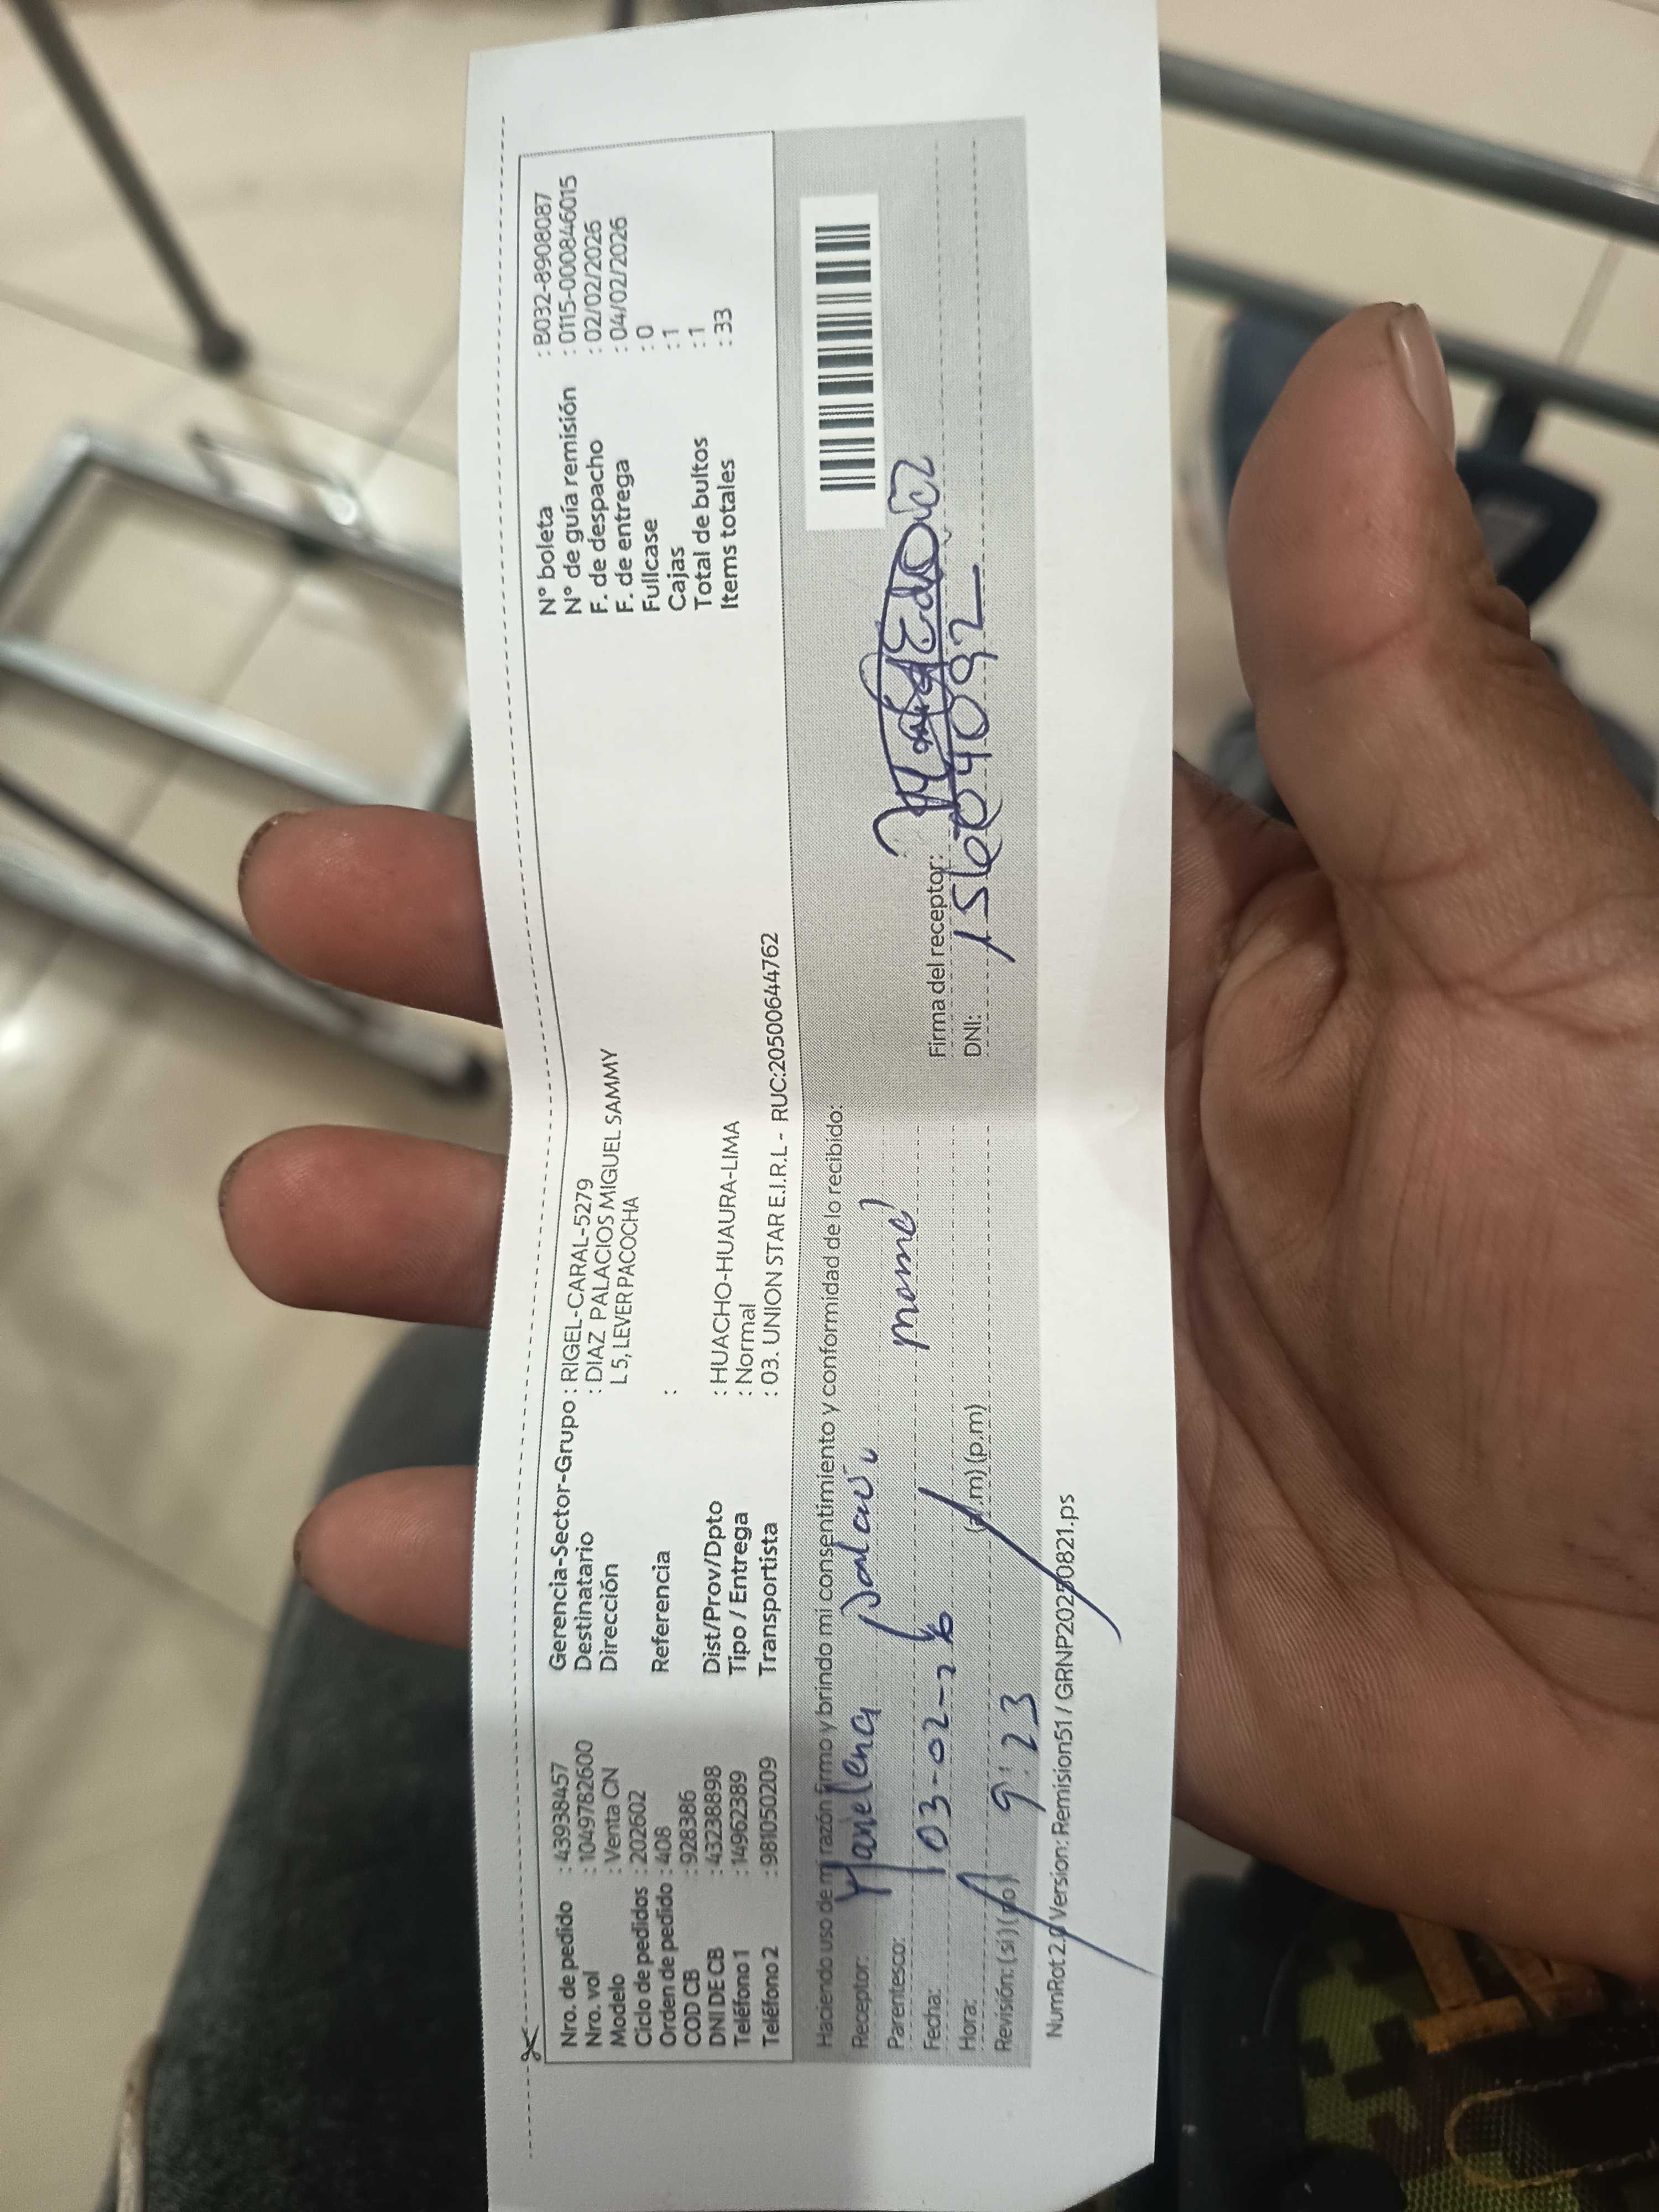 Nro. de pedido : 43938457
Nro. vol : 1049782600
Modelo : Venta CN
Ciclo de pedidos : 202602
Orden de pedido : 408
COD CB : 928386
DNI DE CB : 43238898
Teléfono 1 : 14962389
Teléfono 2 : 981050209
Gerencia-Sector-Grupo : RIGEL-CARAL-5279
Destinatario : DIAZ PALACIOS MIGUEL SAMMY
Dirección L 5, LEVER PACOCHA
Referencia :
Dist/Prov/Dpto : HUACHO-HUAURA-LIMA
Tipo / Entrega : Normal
Transportista : 03. UNION STAR E.I.R.L - RUC:20500644762
N° boleta : B032-8908087
N° de guía remisión : 0115-000846015
F. de despacho : 02/02/2026
F. de entrega : 04/02/2026
Fullcase : 0
Cajas : 1
Total de bultos : 1
Items totales : 33
Haciendo uso de mi razón firmo y brindo mi consentimiento y conformidad de lo recibido:
Receptor:
Parentesco: mamá
Fecha: 03-02-26
Hora: 9:23 (a.m) (p.m)
Revisión: (si) (no)
Firma del receptor:
DNI:
NumRot2.0 Version: Remision51 / GRNP20250821.ps